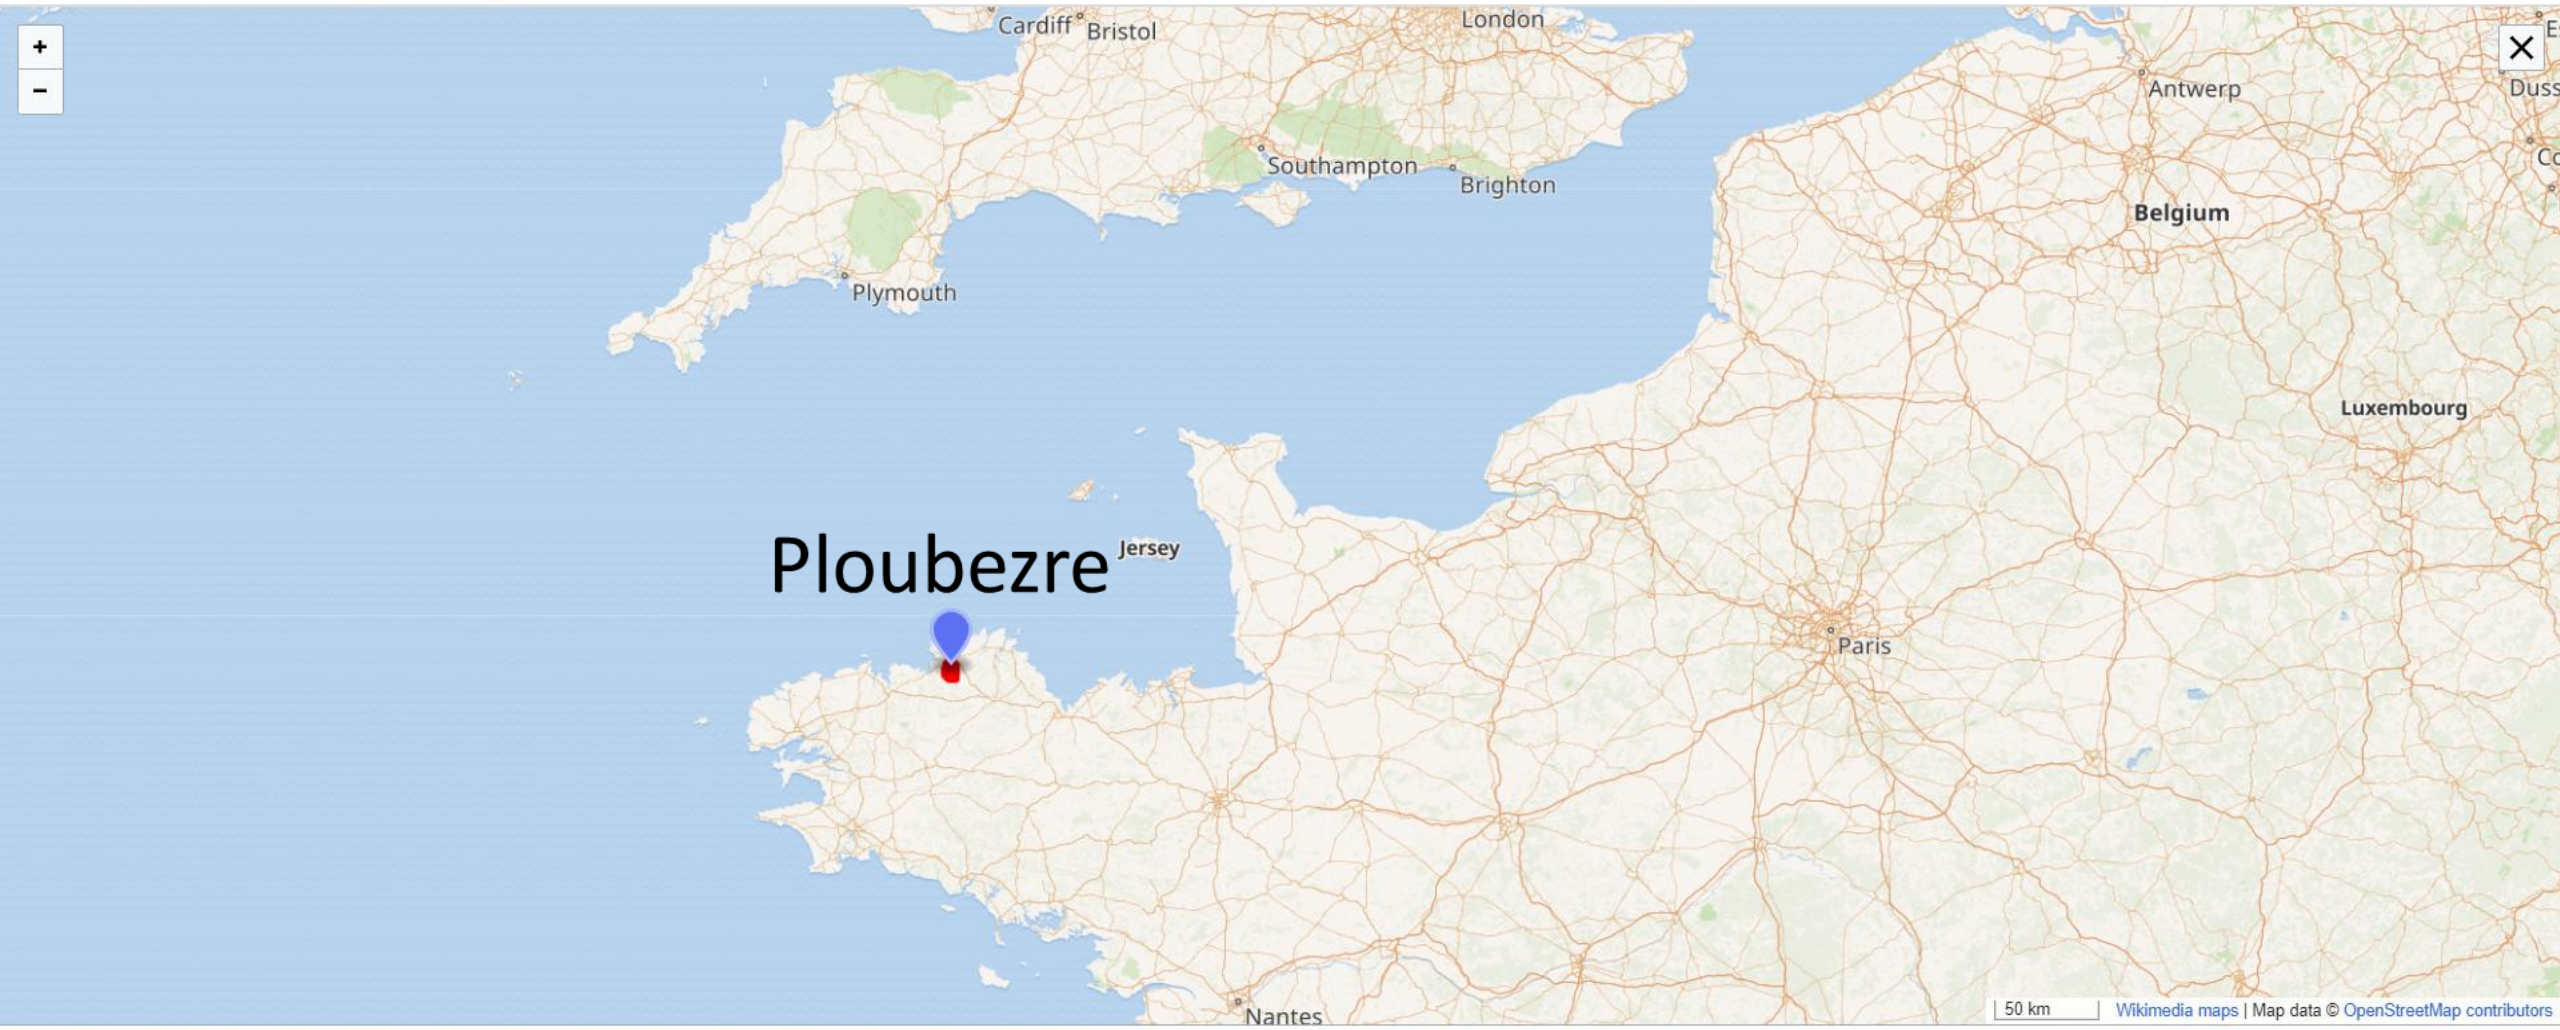 Cardiff
Bristol
London
+
−
Antwerp
Southampton
Brighton
Belgium
Plymouth
Luxembourg
Ploubezre
Jersey
Paris
50 km
Wikimedia maps | Map data © OpenStreetMap contributors
Nantes